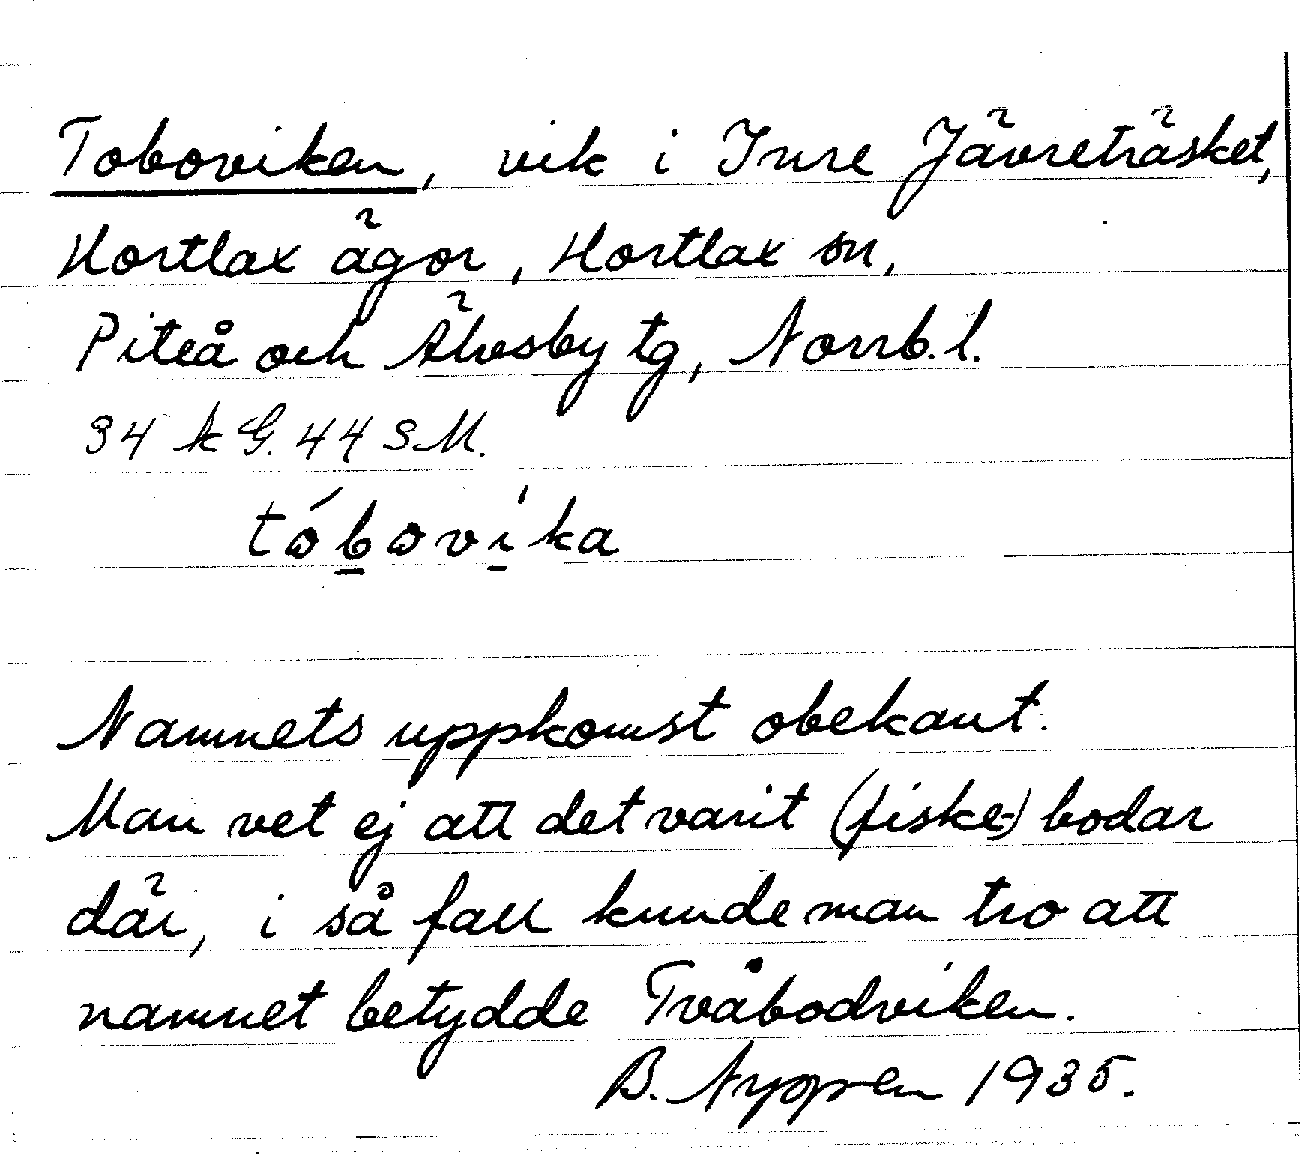 Toboviken, vik i Inre Jävreträsket,
Hortlax ägor, Hortlax sn,
Piteå och Älvsby tg, Norrb. l.
34 k G. 44 S M.
tóbovika
Namnets uppkomst obekant.
Man vet ej att det varit (fiske-) bodar
där, i så fall kunde man tro att
namnet betydde Tvåbodviken.
B. Nyppen 1935.